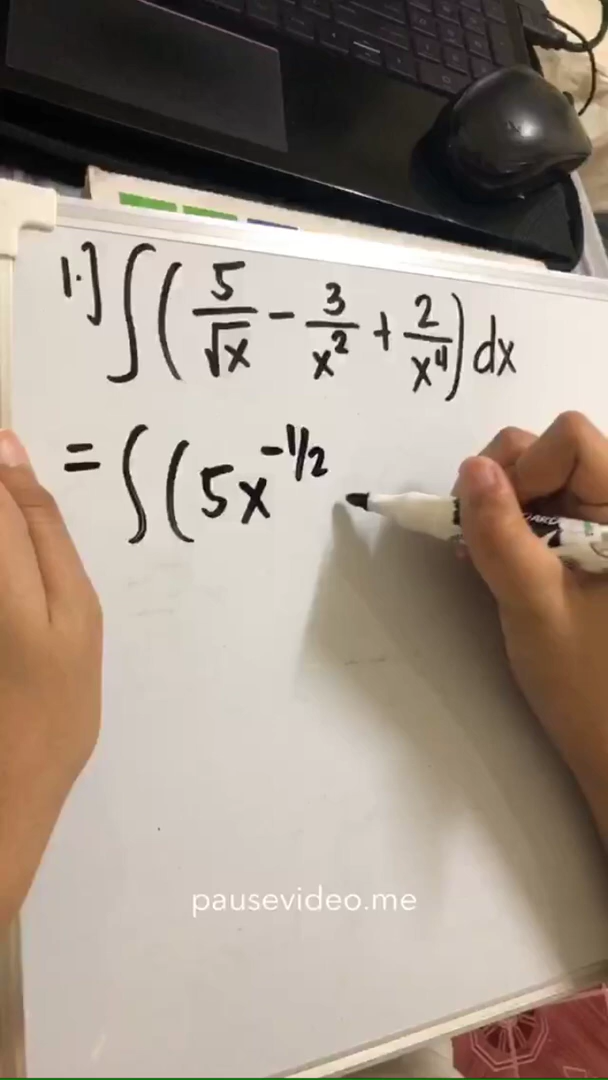 1.] ∫ ( 5/√x - 3/x² + 2/x⁴ ) dx
= ∫ ( 5x^(-1/2)
pausevideo.me